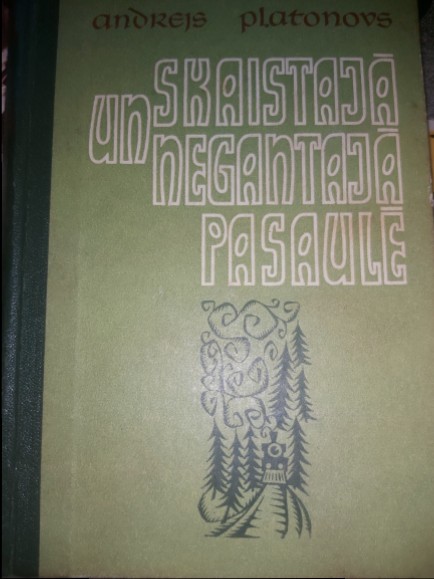 andrejs platonovs
SKAISTAJĀ
un NEGANTAJĀ
PASAULĒ